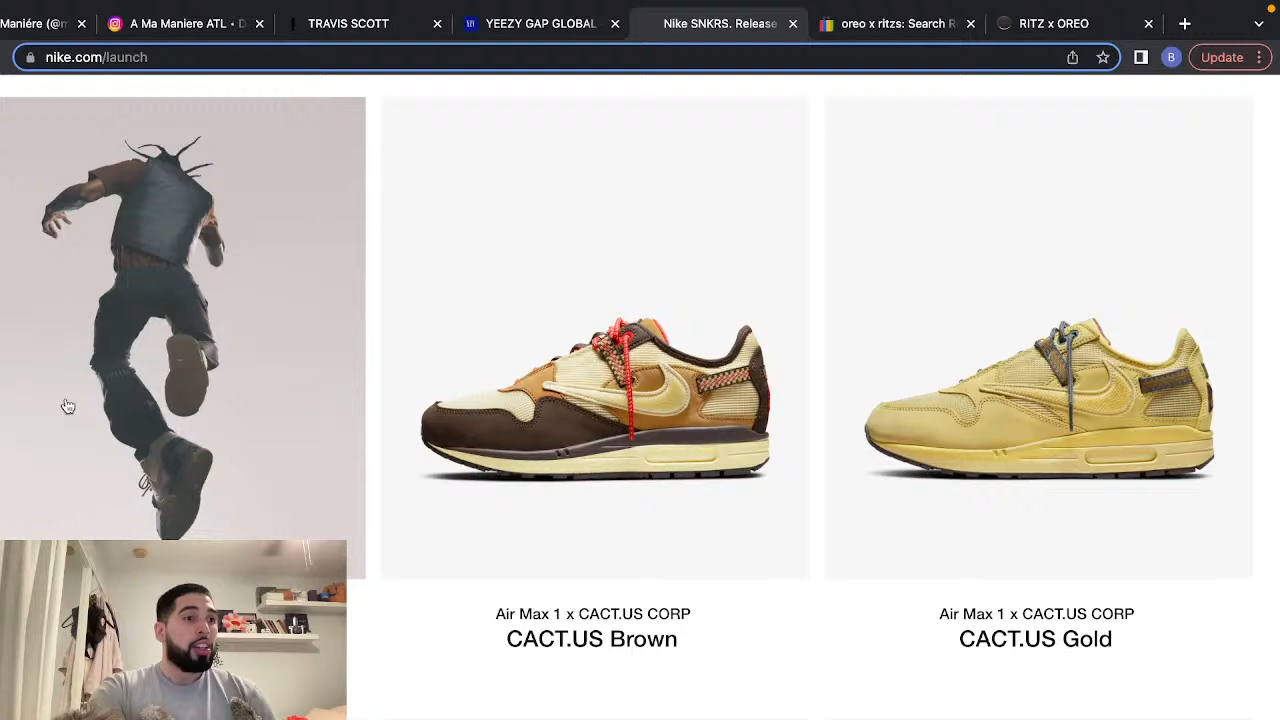 Maniére (@m
A Ma Maniere ATL • D
TRAVIS SCOTT
YEEZY GAP GLOBAL
Nike SNKRS. Release
oreo x ritzs: Search R
RITZ x OREO
nike.com/launch
B
Update
Air Max 1 x CACT.US CORP
CACT.US Brown
Air Max 1 x CACT.US CORP
CACT.US Gold